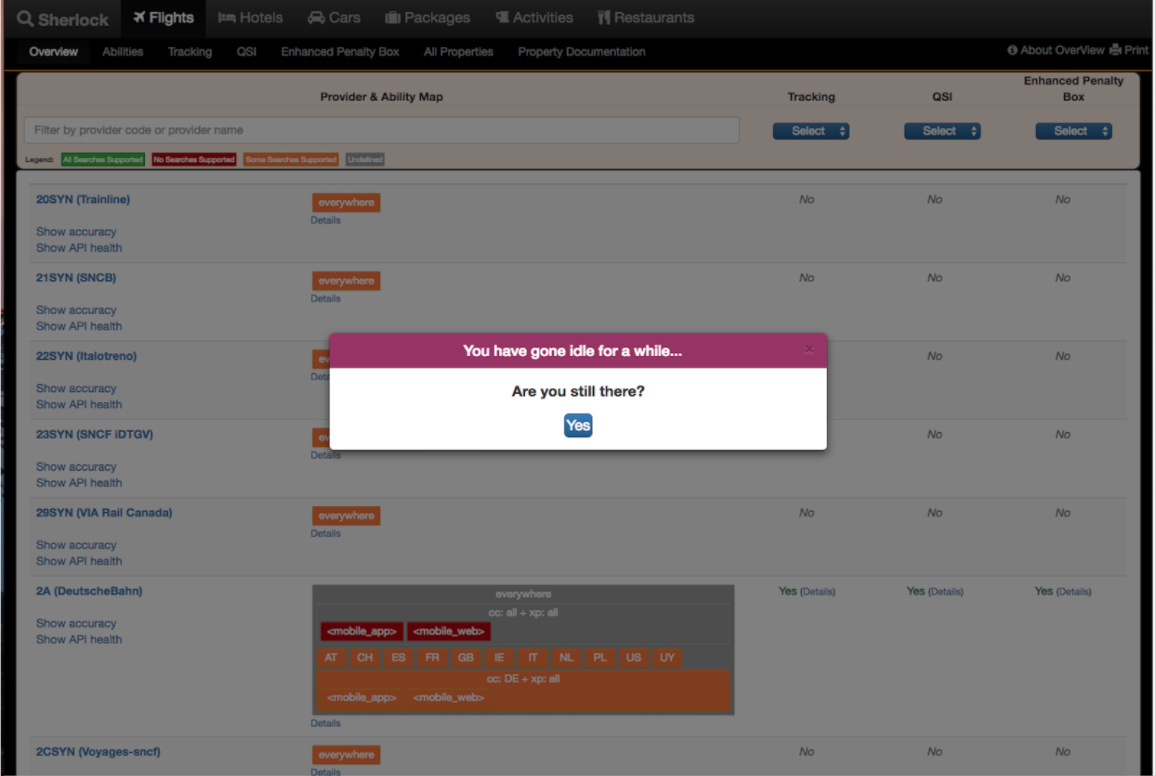 Sherlock Flights Hotels Cars Packages Activities Restaurants
Overview Abilities Tracking QSI Enhanced Penalty Box All Properties Property Documentation About OverView Print
Provider & Ability Map Tracking QSI Enhanced Penalty Box
Filter by provider code or provider name Select Select Select
Legend: All Searches Supported No Searches Supported Some Searches Supported Undefined
20SYN (Trainline) everywhere No No No
Details
Show accuracy
Show API health
21SYN (SNCB) everywhere No No No
Details
Show accuracy
Show API health
You have gone idle for a while... ×
Are you still there?
Yes
22SYN (Italotreno) No No
Show accuracy
Show API health
23SYN (SNCF iDTGV) No No
Details
Show accuracy
Show API health
29SYN (VIA Rail Canada) everywhere No No No
Details
Show accuracy
Show API health
2A (DeutscheBahn) everywhere Yes (Details) Yes (Details) Yes (Details)
cc: all + xp: all
Show accuracy <mobile_app> <mobile_web>
Show API health
AT CH ES FR GB IE IT NL PL US UY
cc: DE + xp: all
<mobile_app> <mobile_web>
Details
2CSYN (Voyages-sncf) everywhere No No No
Details